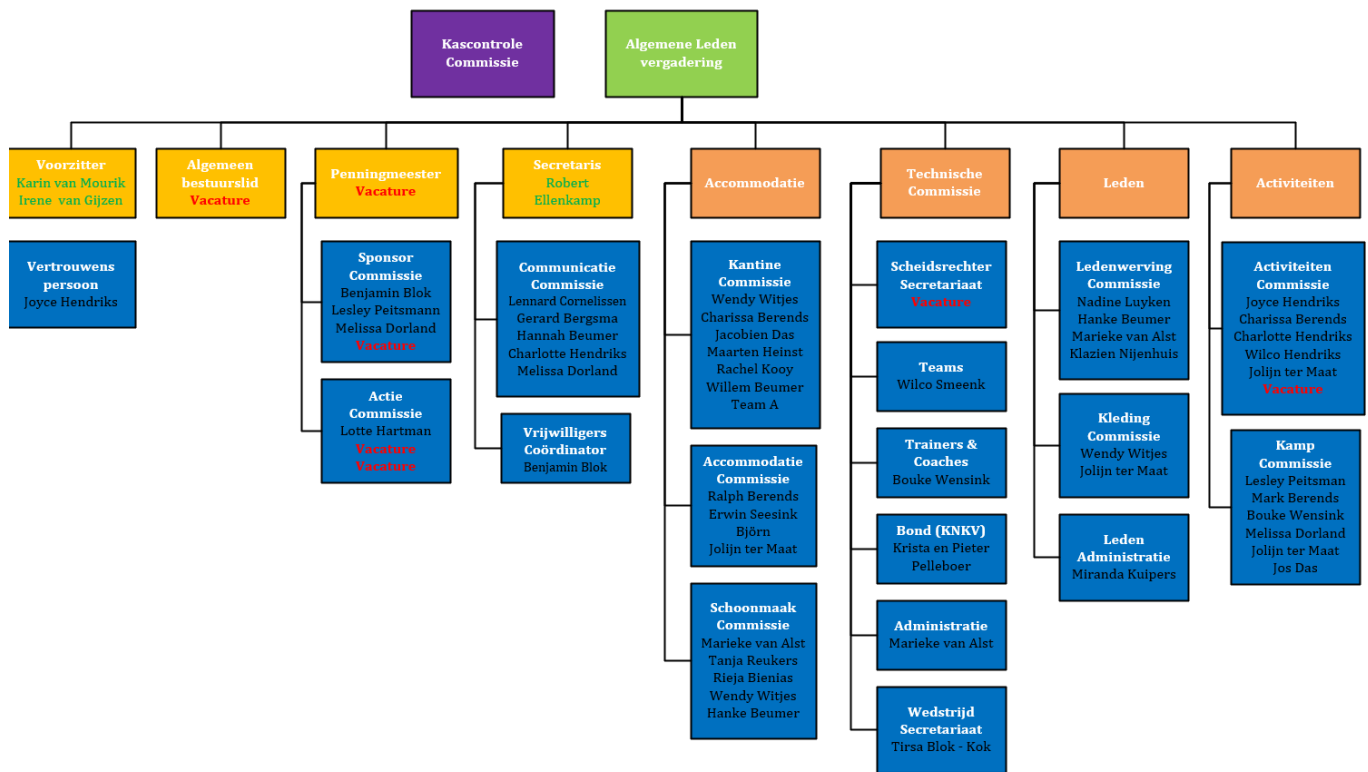 Kascontrole
Commissie
Algemene Leden
vergadering
Voorzitter
Karin van Mourik
Irene van Gijzen
Algemeen
bestuurslid
Vacature
Penningmeester
Vacature
Secretaris
Robert
Ellenkamp
Accommodatie
Technische
Commissie
Leden
Activiteiten
Vertrouwens
persoon
Joyce Hendriks
Sponsor
Commissie
Benjamin Blok
Lesley Peitsmann
Melissa Dorland
Vacature
Actie
Commissie
Lotte Hartman
Vacature
Vacature
Communicatie
Commissie
Lennard Cornelissen
Gerard Bergsma
Hannah Beumer
Charlotte Hendriks
Melissa Dorland
Vrijwilligers
Coördinator
Benjamin Blok
Kantine
Commissie
Wendy Witjes
Charissa Berends
Jacobien Das
Maarten Heinst
Rachel Kooy
Willem Beumer
Team A
Accommodatie
Commissie
Ralph Berends
Erwin Seesink
Björn
Jolijn ter Maat
Schoonmaak
Commissie
Marieke van Alst
Tanja Reukers
Rieja Bienias
Wendy Witjes
Hanke Beumer
Scheidsrechter
Secretariaat
Vacature
Teams
Wilco Smeenk
Trainers &
Coaches
Bouke Wensink
Bond (KNKV)
Krista en Pieter
Pelleboer
Administratie
Marieke van Alst
Wedstrijd
Secretariaat
Tirsa Blok - Kok
Ledenwerving
Commissie
Nadine Luyken
Hanke Beumer
Marieke van Alst
Klazien Nijenhuis
Kleding
Commissie
Wendy Witjes
Jolijn ter Maat
Leden
Administratie
Miranda Kuipers
Activiteiten
Commissie
Joyce Hendriks
Charissa Berends
Charlotte Hendriks
Wilco Hendriks
Jolijn ter Maat
Vacature
Kamp
Commissie
Lesley Peitsman
Mark Berends
Bouke Wensink
Melissa Dorland
Jolijn ter Maat
Jos Das